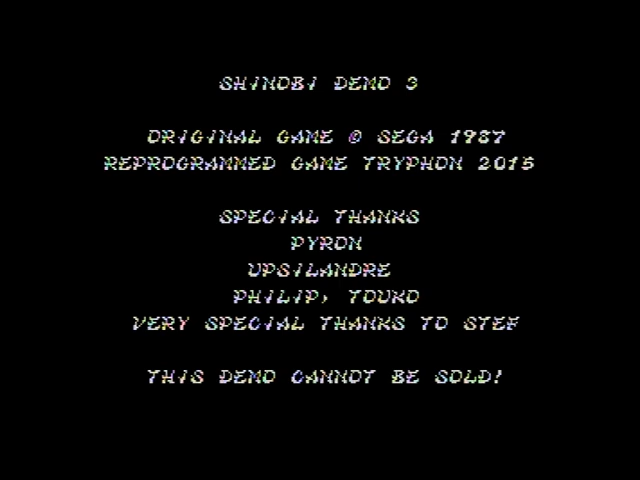 SHINOBI DEMO 3
ORIGINAL GAME © SEGA 1987
REPROGRAMMED GAME TRYPHON 2015
SPECIAL THANKS
PYRON
UPSILANDRE
PHILIP, TOUKO
VERY SPECIAL THANKS TO STEF
THIS DEMO CANNOT BE SOLD!